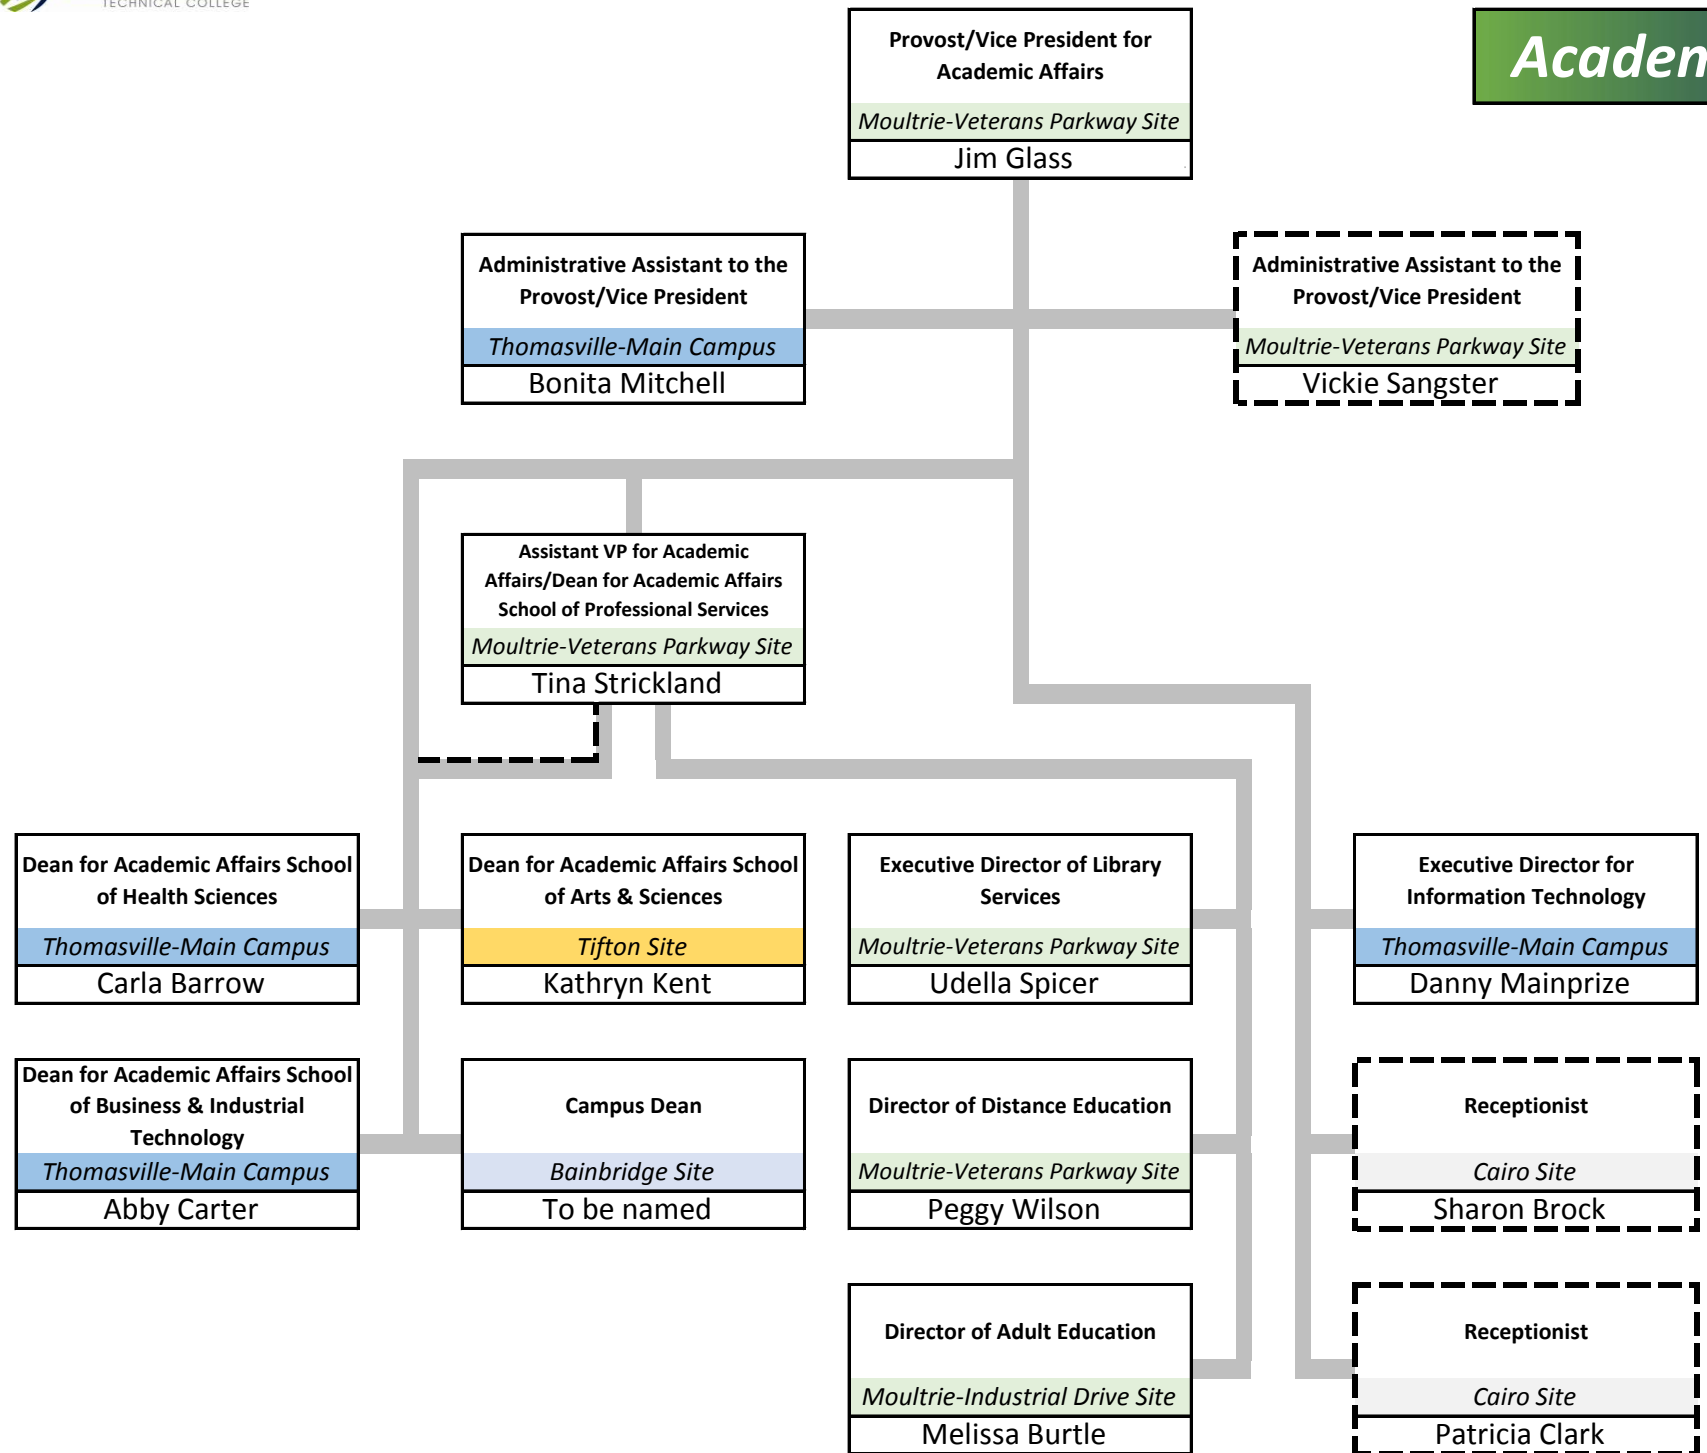 TECHNICAL COLLEGE
Provost/Vice President for
Academic Affairs
Moultrie-Veterans Parkway Site
Jim Glass
Academ
Administrative Assistant to the
Provost/Vice President
Thomasville-Main Campus
Bonita Mitchell
Administrative Assistant to the
Provost/Vice President
Moultrie-Veterans Parkway Site
Vickie Sangster
Assistant VP for Academic
Affairs/Dean for Academic Affairs
School of Professional Services
Moultrie-Veterans Parkway Site
Tina Strickland
Dean for Academic Affairs School
of Health Sciences
Thomasville-Main Campus
Carla Barrow
Dean for Academic Affairs School
of Arts & Sciences
Tifton Site
Kathryn Kent
Executive Director of Library
Services
Moultrie-Veterans Parkway Site
Udella Spicer
Executive Director for
Information Technology
Thomasville-Main Campus
Danny Mainprize
Dean for Academic Affairs School
of Business & Industrial
Technology
Thomasville-Main Campus
Abby Carter
Campus Dean
Bainbridge Site
To be named
Director of Distance Education
Moultrie-Veterans Parkway Site
Peggy Wilson
Receptionist
Cairo Site
Sharon Brock
Director of Adult Education
Moultrie-Industrial Drive Site
Melissa Burtle
Receptionist
Cairo Site
Patricia Clark